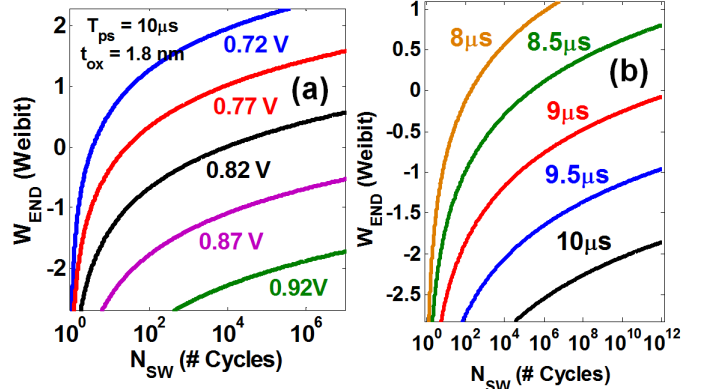 T_ps = 10μs
t_ox = 1.8 nm
(a)
0.72 V
0.77 V
0.82 V
0.87 V
0.92V
2
1
0
-1
-2
W_END (Weibit)
10^0 10^2 10^4 10^6
N_SW (# Cycles)
(b)
8μs
8.5μs
9μs
9.5μs
10μs
1
0.5
0
-0.5
-1
-1.5
-2
-2.5
W_END (Weibit)
10^0 10^2 10^4 10^6 10^8 10^10 10^12
N_SW (# Cycles)